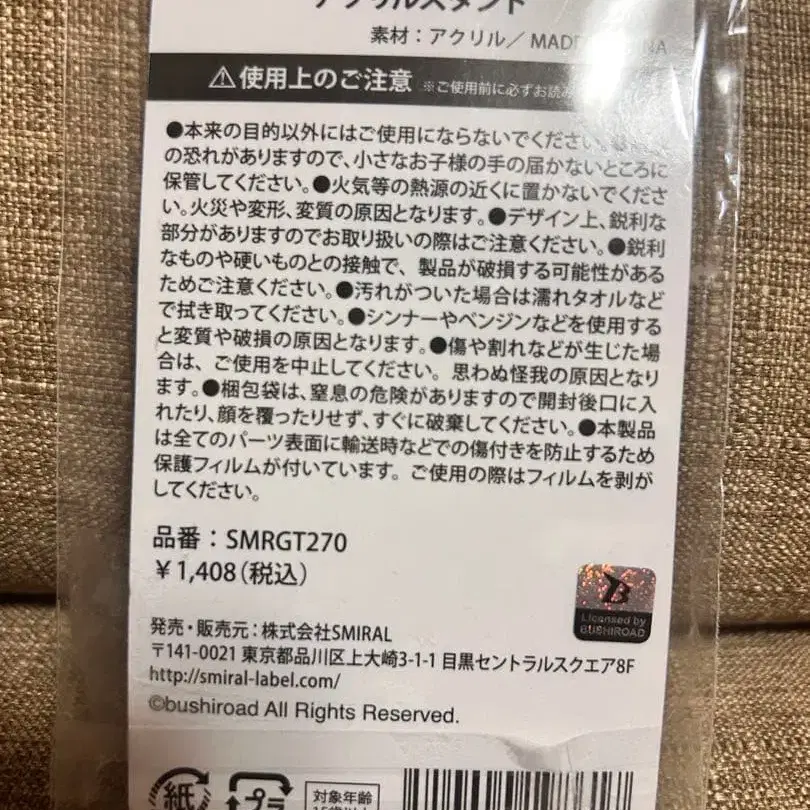 アクリルスタンド
素材：アクリル／ MADE
⚠使用上のご注意 ※ご使用前に必ずお読み
●本来の目的以外にはご使用にならないでください。
の恐れがありますので、小さなお子様の手の届かないところに
保管してください。●火気等の熱源の近くに置かないでくださ
い。火災や変形、変質の原因となります。●デザイン上、鋭利な
部分がありますのでお取り扱いの際はご注意ください。●鋭利
なものや硬いものとの接触で、製品が破損する可能性がある
ためご注意ください。●汚れがついた場合は濡れタオルなど
で拭き取ってください。●シンナーやベンジンなどを使用する
と変質や破損の原因となります。●傷や割れなどが生じた場
合は、ご使用を中止してください。思わぬ怪我の原因となり
ます。●梱包袋は、窒息の危険がありますので開封後口に入
れたり、顔を覆ったりせず、すぐに破棄してください。●本製品
は全てのパーツ表面に輸送時などでの傷付きを防止するため
保護フィルムが付いています。ご使用の際はフィルムを剥が
してください。
品番：SMRGT270
￥1,408（税込）
Licensed by
BUSHIROAD
発売・販売元：株式会社SMIRAL
〒141-0021 東京都品川区上大崎3-1-1 目黒セントラルスクエア8F
http://smiral-label.com/
©bushiroad All Rights Reserved.
紙
プラ
対象年齢